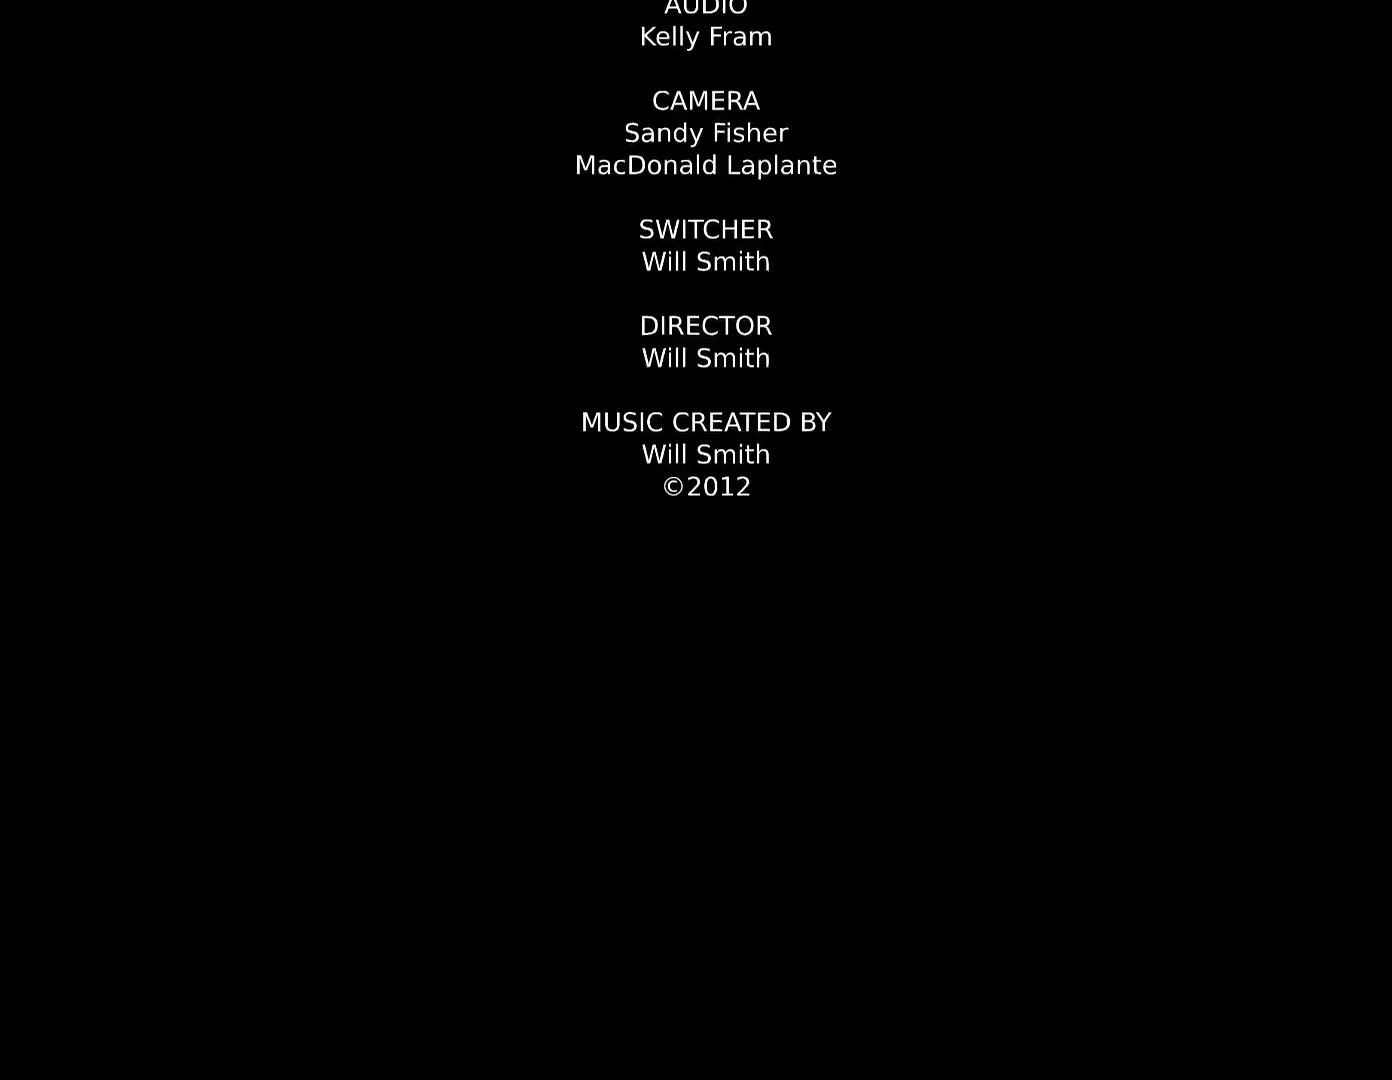 AUDIO
Kelly Fram
CAMERA
Sandy Fisher
MacDonald Laplante
SWITCHER
Will Smith
DIRECTOR
Will Smith
MUSIC CREATED BY
Will Smith
©2012